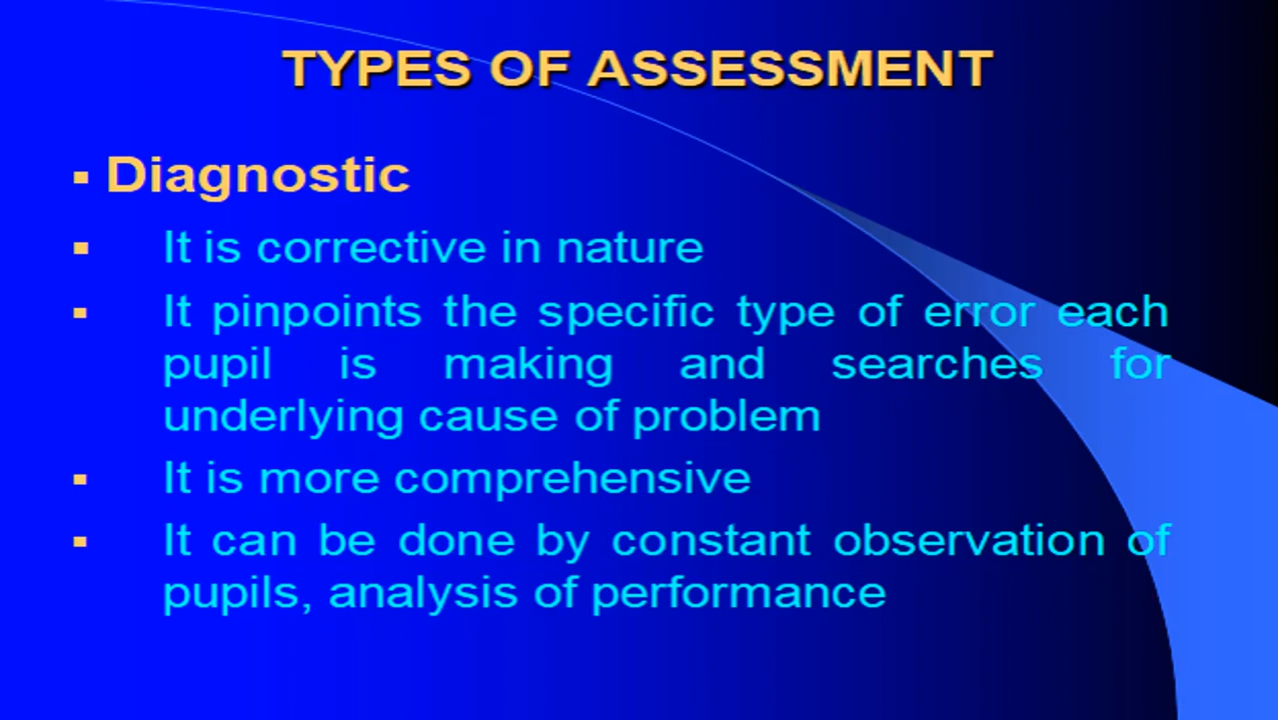 TYPES OF ASSESSMENT
▪ Diagnostic
▪ It is corrective in nature
▪ It pinpoints the specific type of error each
pupil is making and searches for
underlying cause of problem
▪ It is more comprehensive
▪ It can be done by constant observation of
pupils, analysis of performance